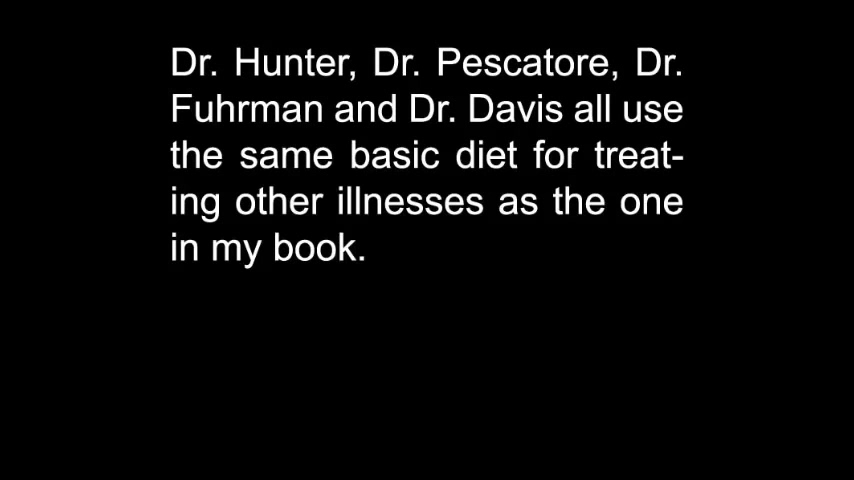 Dr. Hunter, Dr. Pescatore, Dr.
Fuhrman and Dr. Davis all use
the same basic diet for treat-
ing other illnesses as the one
in my book.